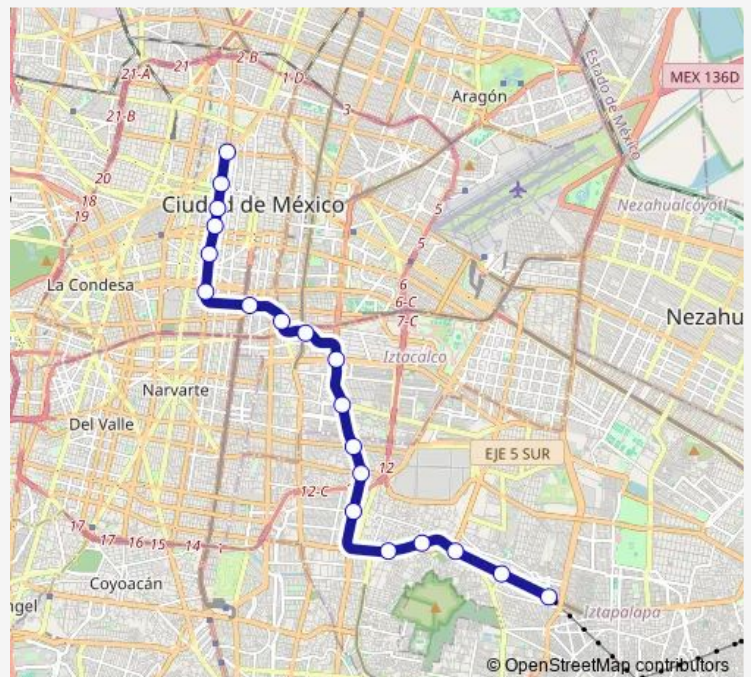 21-A
21
2-B
1-D
21-B
3
Aragón
MEX 136D
Estado de México
20
18
19
Ciudad de México
5
Nezahualcóyotl
5
La Condesa
6
6-C
7-C
Nezahu
Iztacalco
Narvarte
Del Valle
EJE 5 SUR
12
12-C
17
17
16
15
14
1
Coyoacán
ngel
Iztapalapa
© OpenStreetMap contributors